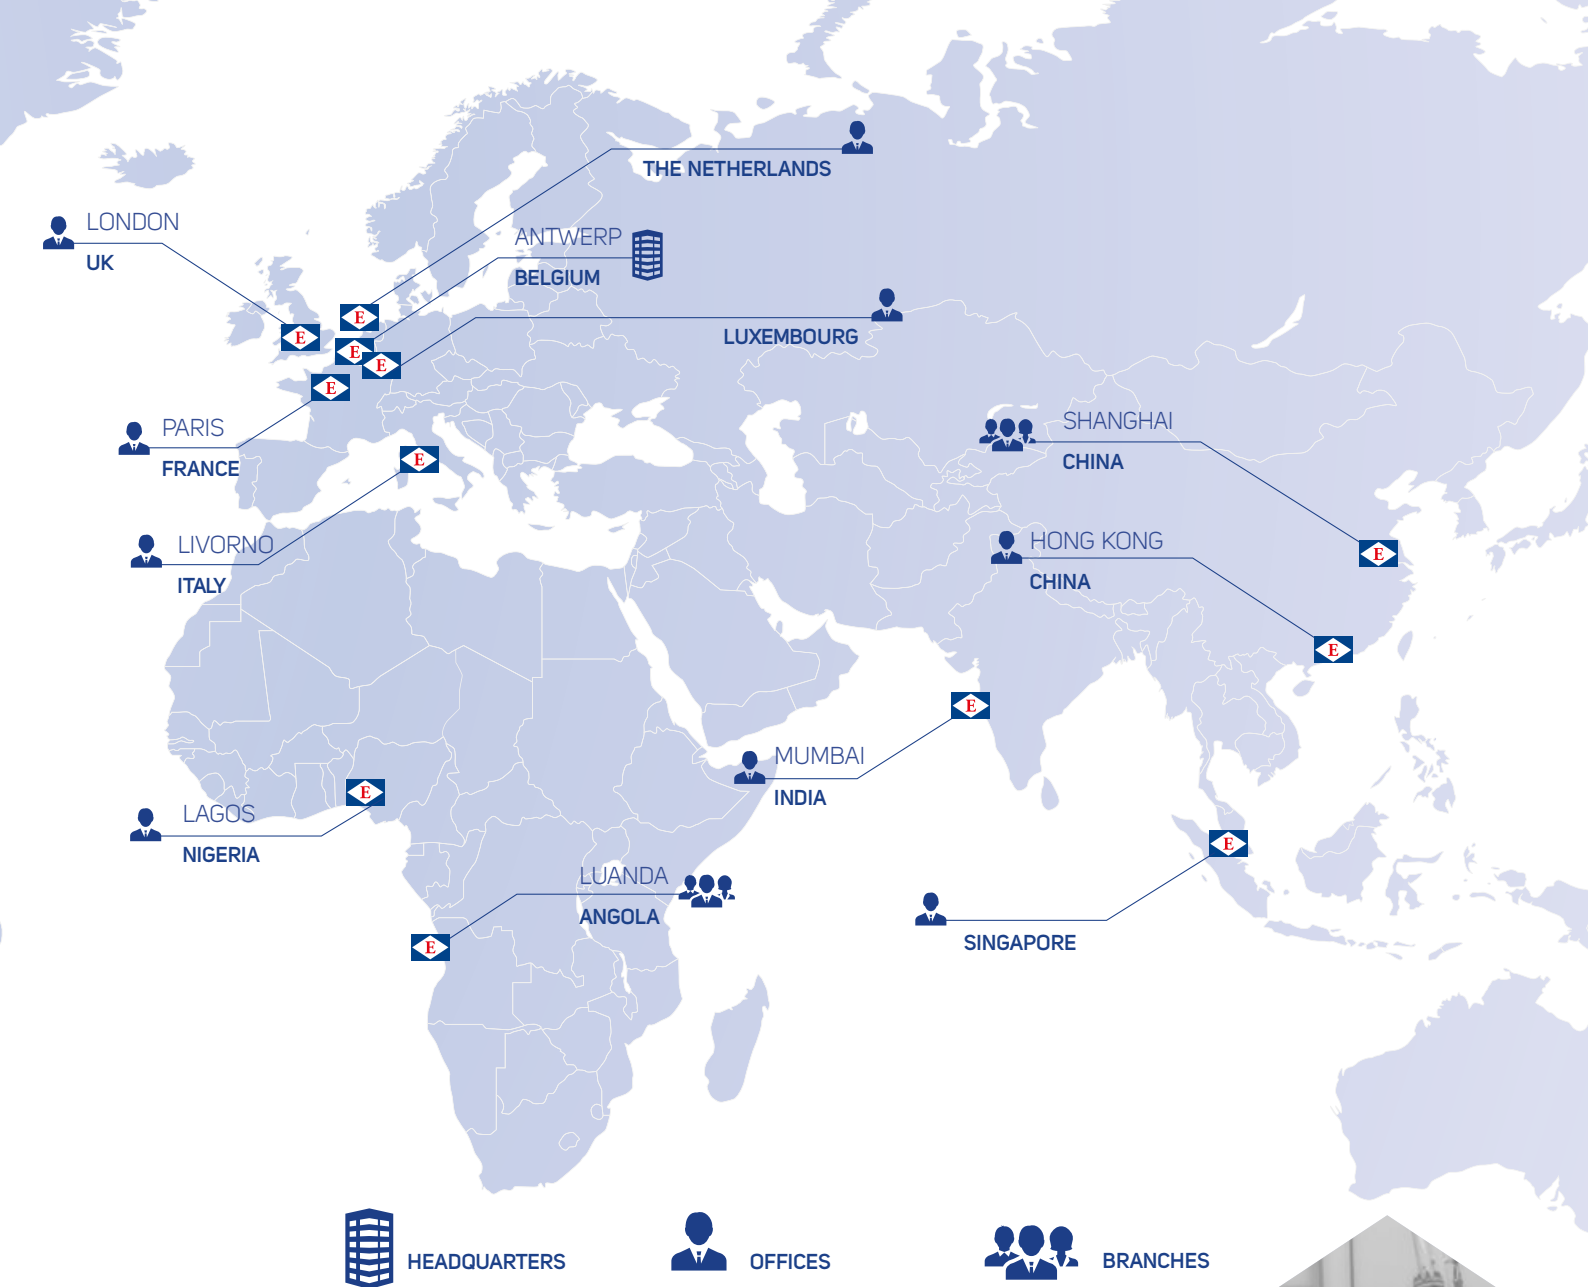 THE NETHERLANDS
LONDON
UK
ANTWERP
BELGIUM
LUXEMBOURG
E
E
E
E
E
PARIS
FRANCE
SHANGHAI
CHINA
E
LIVORNO
ITALY
HONG KONG
CHINA
E
E
E
MUMBAI
INDIA
E
LAGOS
NIGERIA
E
LUANDA
ANGOLA
E
SINGAPORE
HEADQUARTERS
OFFICES
BRANCHES